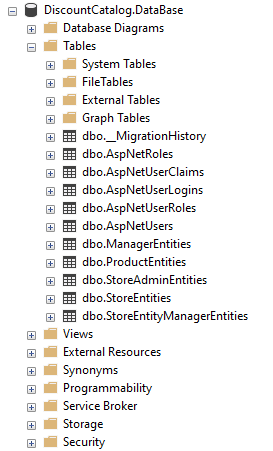 DiscountCatalog.DataBase
Database Diagrams
Tables
System Tables
FileTables
External Tables
Graph Tables
dbo.__MigrationHistory
dbo.AspNetRoles
dbo.AspNetUserClaims
dbo.AspNetUserLogins
dbo.AspNetUserRoles
dbo.AspNetUsers
dbo.ManagerEntities
dbo.ProductEntities
dbo.StoreAdminEntities
dbo.StoreEntities
dbo.StoreEntityManagerEntities
Views
External Resources
Synonyms
Programmability
Service Broker
Storage
Security